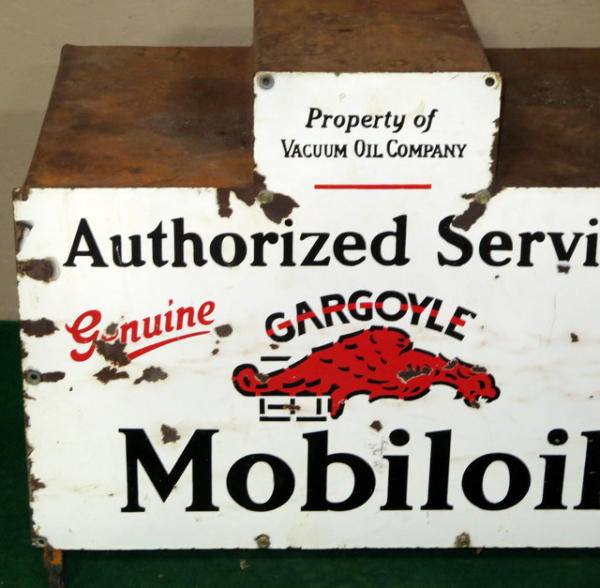 Property of
VACUUM OIL COMPANY
Authorized Servi
Genuine
GARGOYLE
Mobiloil